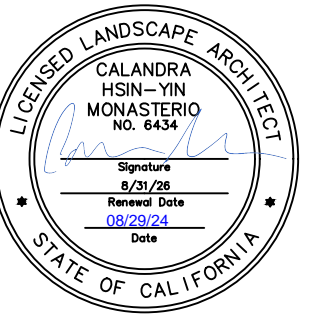 LICENSED LANDSCAPE ARCHITECT
CALANDRA
HSIN-YIN
MONASTERIO
NO. 6434
Signature
8/31/26
Renewal Date
08/29/24
Date
STATE OF CALIFORNIA